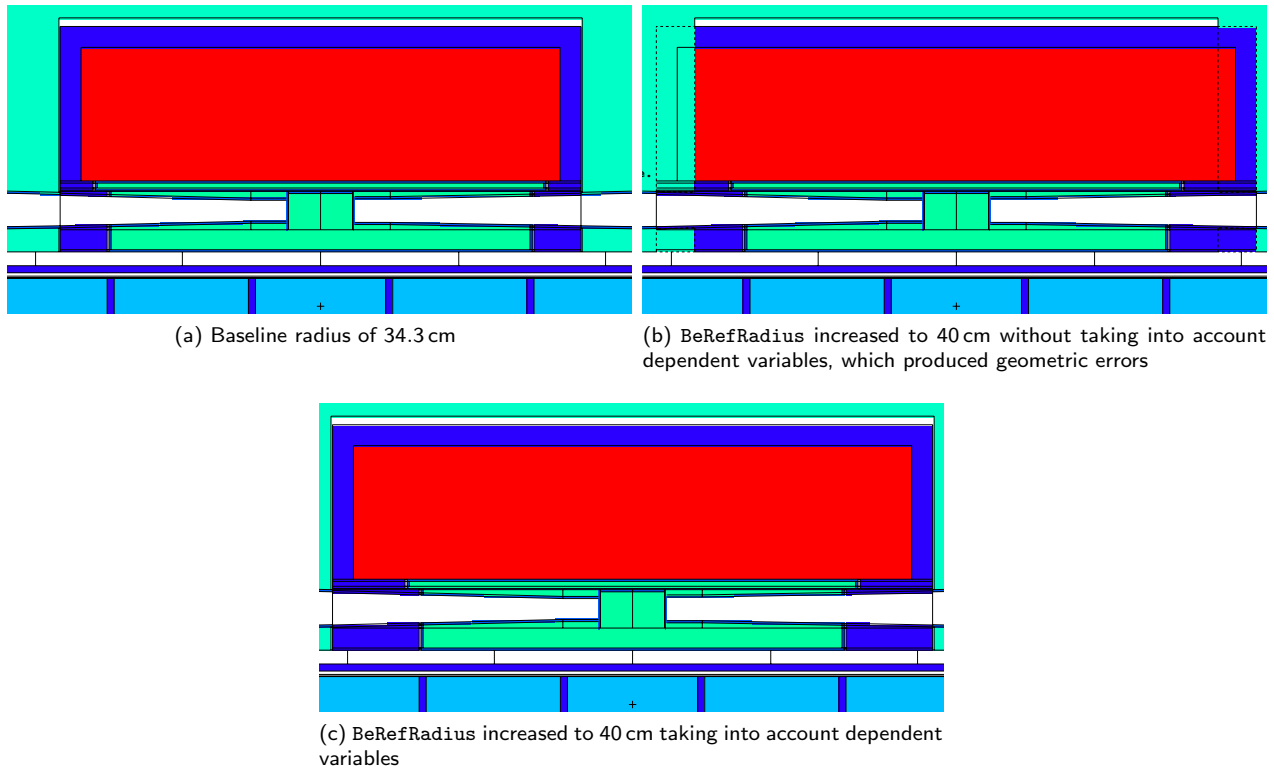 e.
(a) Baseline radius of 34.3 cm
(b) BeRefRadius increased to 40 cm without taking into account
dependent variables, which produced geometric errors
(c) BeRefRadius increased to 40 cm taking into account dependent
variables